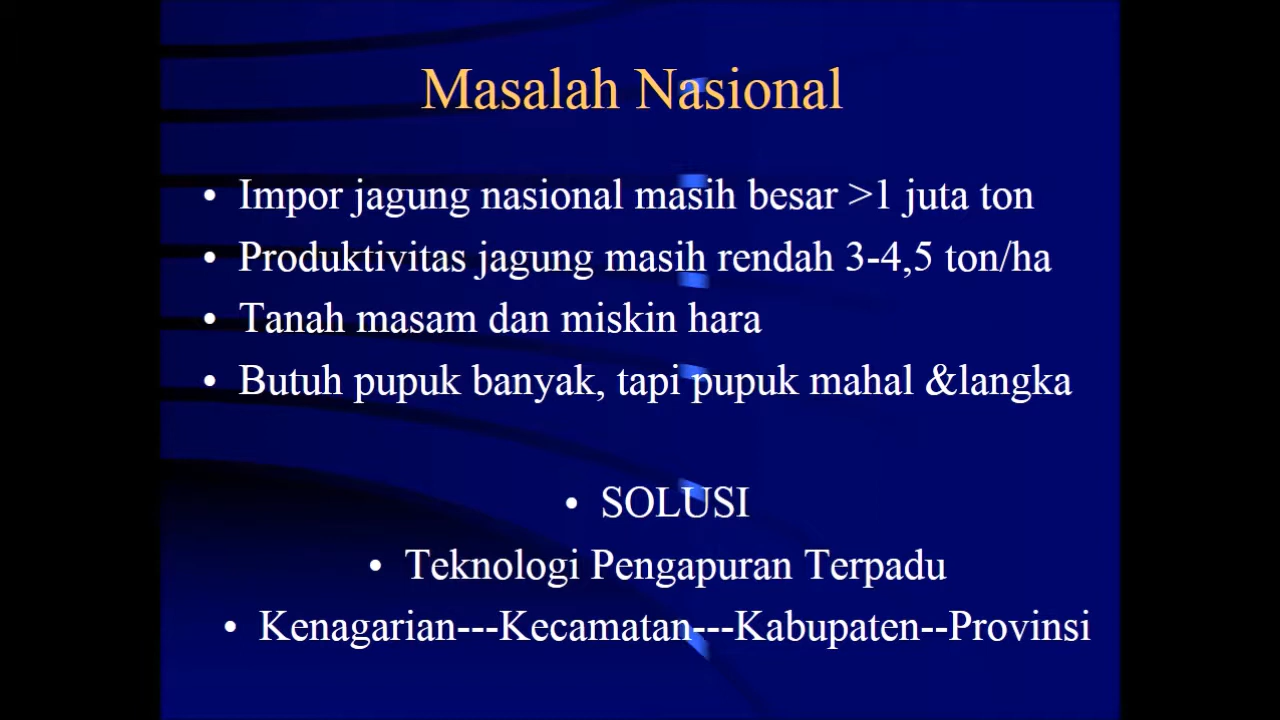 Masalah Nasional
• Impor jagung nasional masih besar >1 juta ton
• Produktivitas jagung masih rendah 3-4,5 ton/ha
• Tanah masam dan miskin hara
• Butuh pupuk banyak, tapi pupuk mahal &langka
• SOLUSI
• Teknologi Pengapuran Terpadu
• Kenagarian---Kecamatan---Kabupaten--Provinsi